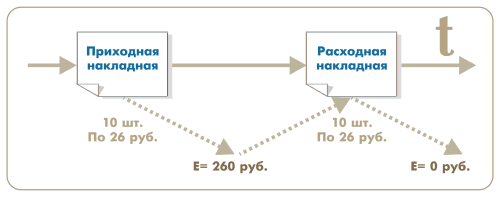 t
Приходная
накладная
Расходная
накладная
10 шт.
По 26 руб.
10 шт.
По 26 руб.
E= 260 руб.
E= 0 руб.